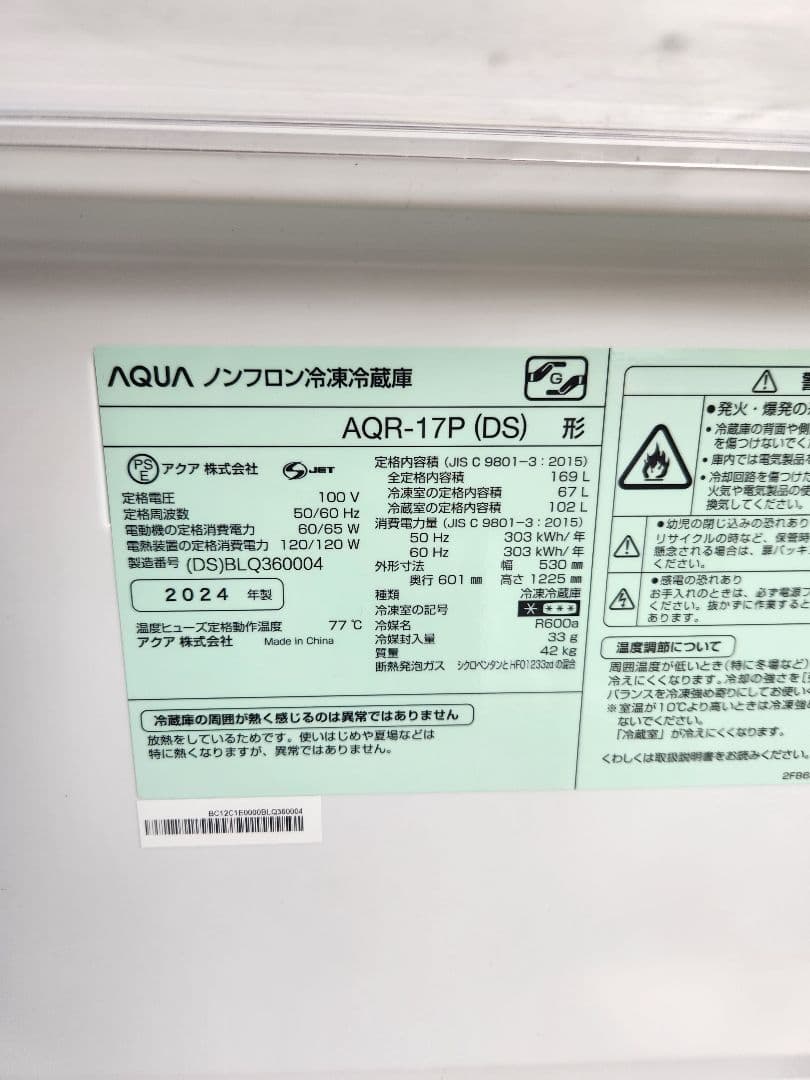 AQUA ノンフロン冷凍冷蔵庫
G
AQR-17P (DS) 形
PS E アクア 株式会社 S JET
定格電圧 100 V
定格周波数 50/60 Hz
電動機の定格消費電力 60/65 W
電熱装置の定格消費電力 120/120 W
製造番号 (DS)BLQ360004
2024 年製
温度ヒューズ定格動作温度 77 ℃
アクア 株式会社 Made in China
定格内容積 (JIS C 9801-3 : 2015)
全定格内容積 169 L
冷凍室の定格内容積 67 L
冷蔵室の定格内容積 102 L
消費電力量 (JIS C 9801-3 : 2015)
50 Hz 303 kWh/年
60 Hz 303 kWh/年
外形寸法 幅 530 mm
奥行 601 mm 高さ 1225 mm
種類 冷凍冷蔵庫
冷凍室の記号
冷媒名 R600a
冷媒封入量 33 g
質量 42 kg
断熱発泡ガス シクロペンタンとHFO1233zdの混合
冷蔵庫の周囲が熱く感じるのは異常ではありません
放熱をしているためです。使いはじめや夏場などは
特に熱くなりますが、異常ではありません。
BC12C1E0000BLQ360004
●発火・爆発の
・冷蔵庫の背面や側
を傷つけないでく
・庫内では電気製品
・冷却回路を傷つけた
火気や電気製品の使
換気してください。
●幼児の閉じ込みの恐れあり
リサイクルの時など、保管時
懸念される場合は、扉パッキ
ください。
●感電の恐れあり
お手入れのときは、必ず電源プ
ください。抜かずに作業すると
あります。
温度調節について
周囲温度が低いとき(特に冬場など)
冷えにくくなります。冷却の強さを
バランスを冷凍強め寄りにしてお使い
※室温が10℃より高いときは冷凍強
ないでください。
「冷蔵室」が冷えにくくなります。
くわしくは取扱説明書をお読みください。
2FB6